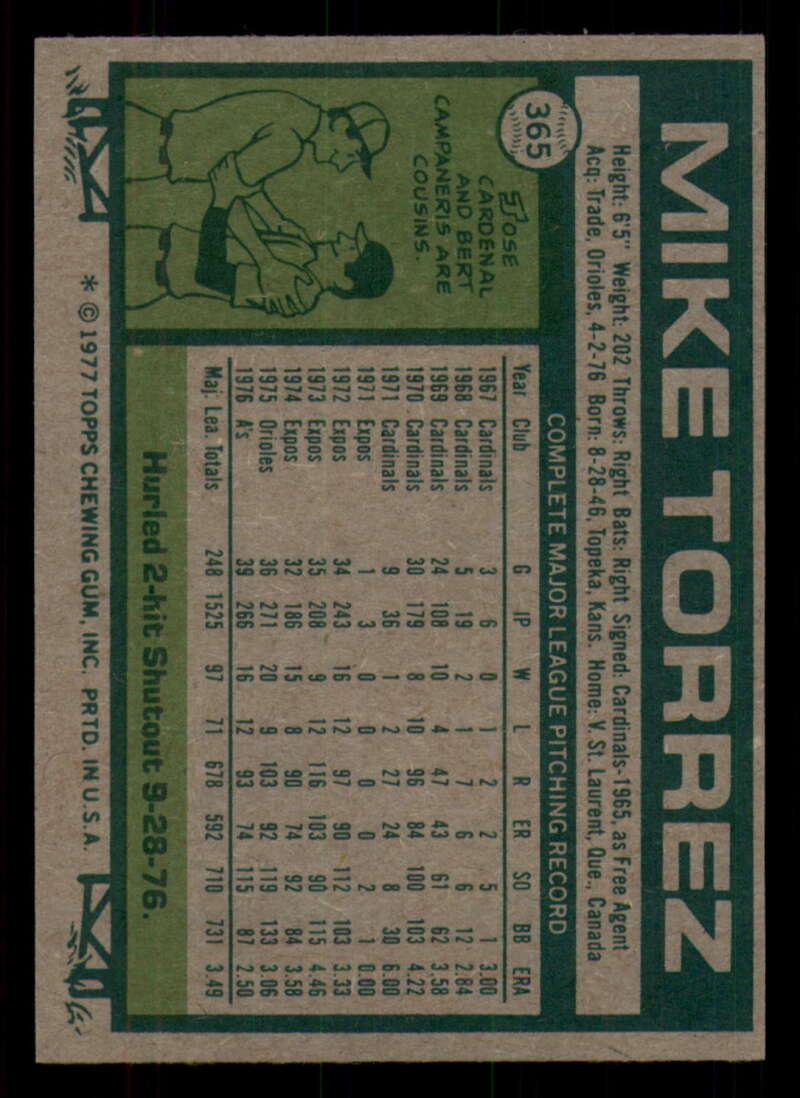 MIKE TORREZ
Height: 6'5" Weight: 202 Throws: Right Bats: Right Signed: Cardinals-1965, as Free Agent
Acq: Trade, Orioles, 4-2-76 Born: 8-28-46, Topeka, Kans. Home: V. St. Laurent, Que., Canada
365
JOSE
CARDENAL
AND BERT
CAMPANERIS ARE
COUSINS.
COMPLETE MAJOR LEAGUE PITCHING RECORD
Year Club G IP W L R ER SO BB ERA
1967 Cardinals 3 6 0 1 2 2 5 1 3.00
1968 Cardinals 5 19 2 1 7 6 6 12 2.84
1969 Cardinals 24 108 10 4 47 43 61 62 3.58
1970 Cardinals 30 179 8 10 96 84 100 103 4.22
1971 Cardinals 9 36 1 2 27 24 8 30 6.00
1971 Expos 1 3 0 0 0 0 2 1 0.00
1972 Expos 34 243 16 12 97 90 112 103 3.33
1973 Expos 35 208 9 12 116 103 90 115 4.46
1974 Expos 32 186 15 8 90 74 92 84 3.58
1975 Orioles 36 271 20 9 103 92 119 133 3.06
1976 A's 39 266 16 12 93 74 115 87 2.50
Maj. Lea. Totals 248 1525 97 71 678 592 710 731 3.49
Hurled 2-hit Shutout 9-28-76.
* © 1977 TOPPS CHEWING GUM, INC. PRTD. IN U.S.A.